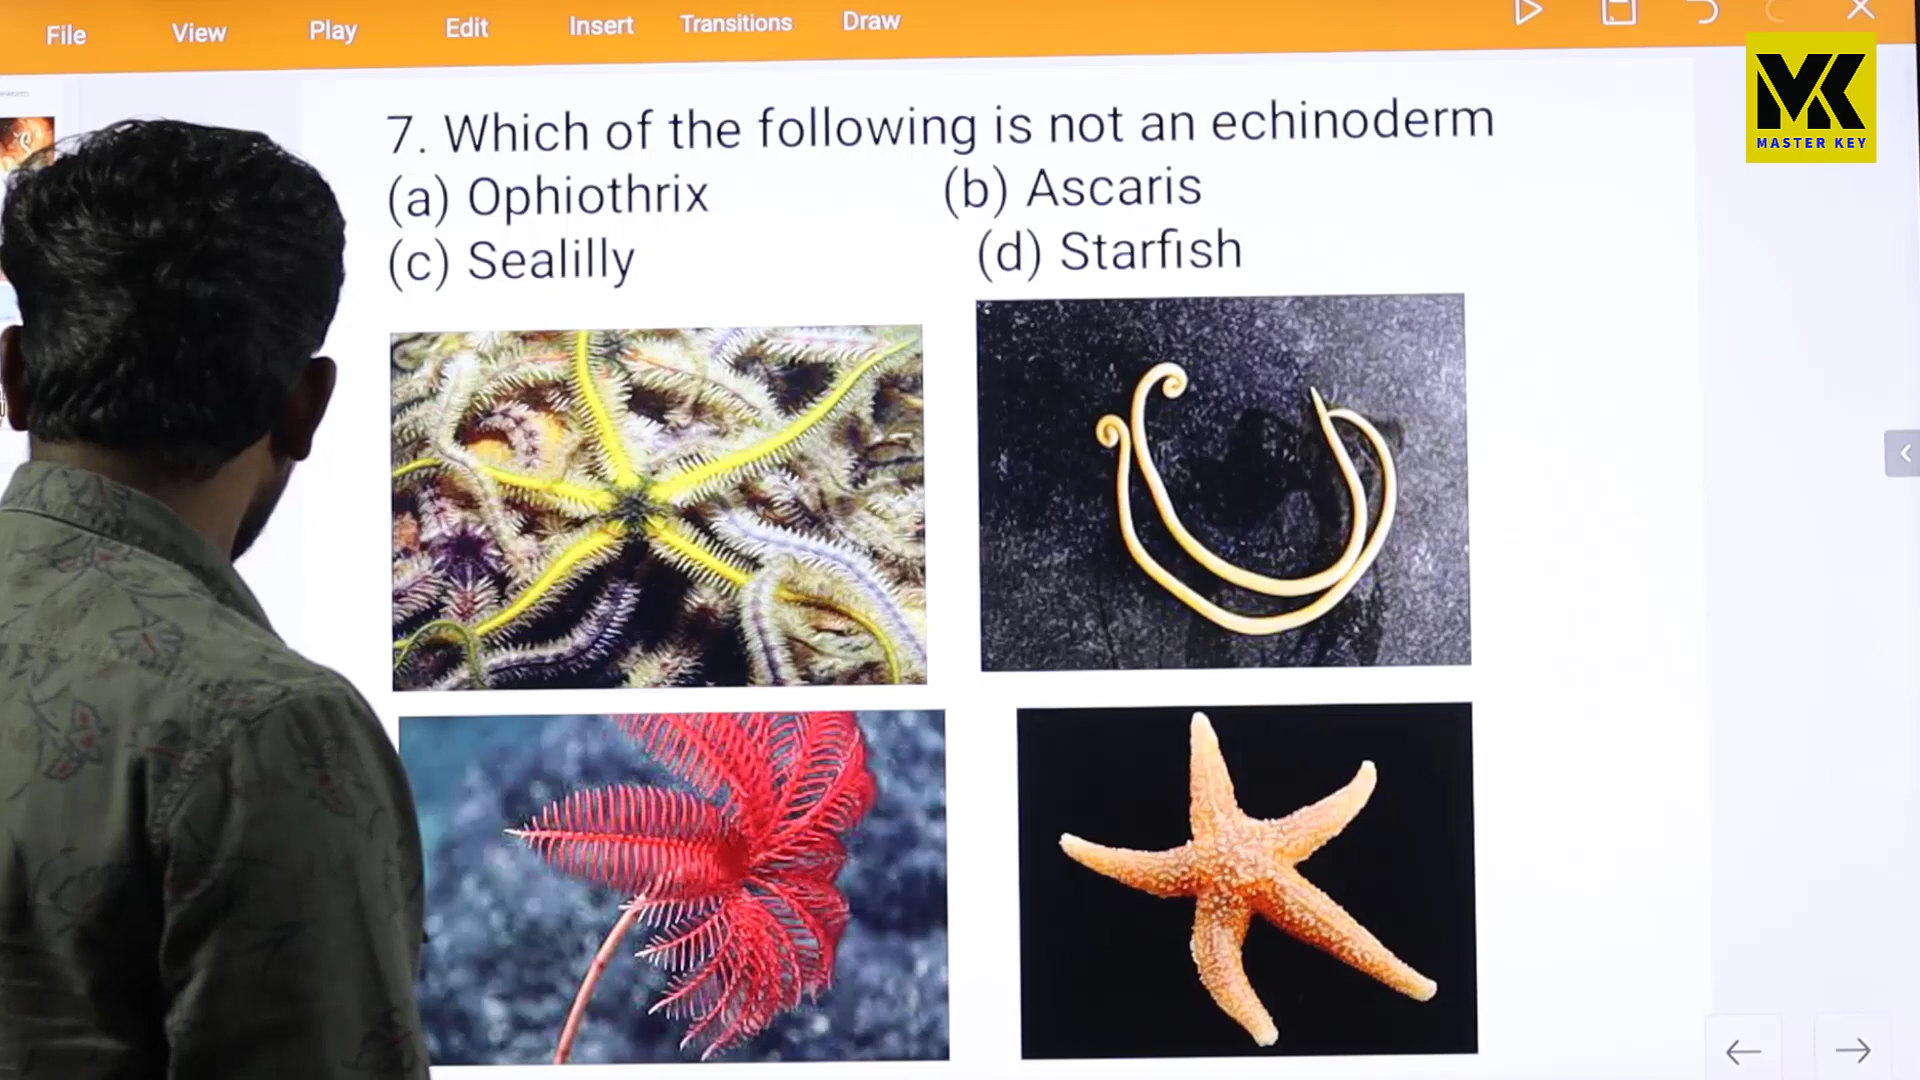 File View Play Edit Insert Transitions Draw
MK
MASTER KEY
7. Which of the following is not an echinoderm
(a) Ophiothrix (b) Ascaris
(c) Sealilly (d) Starfish